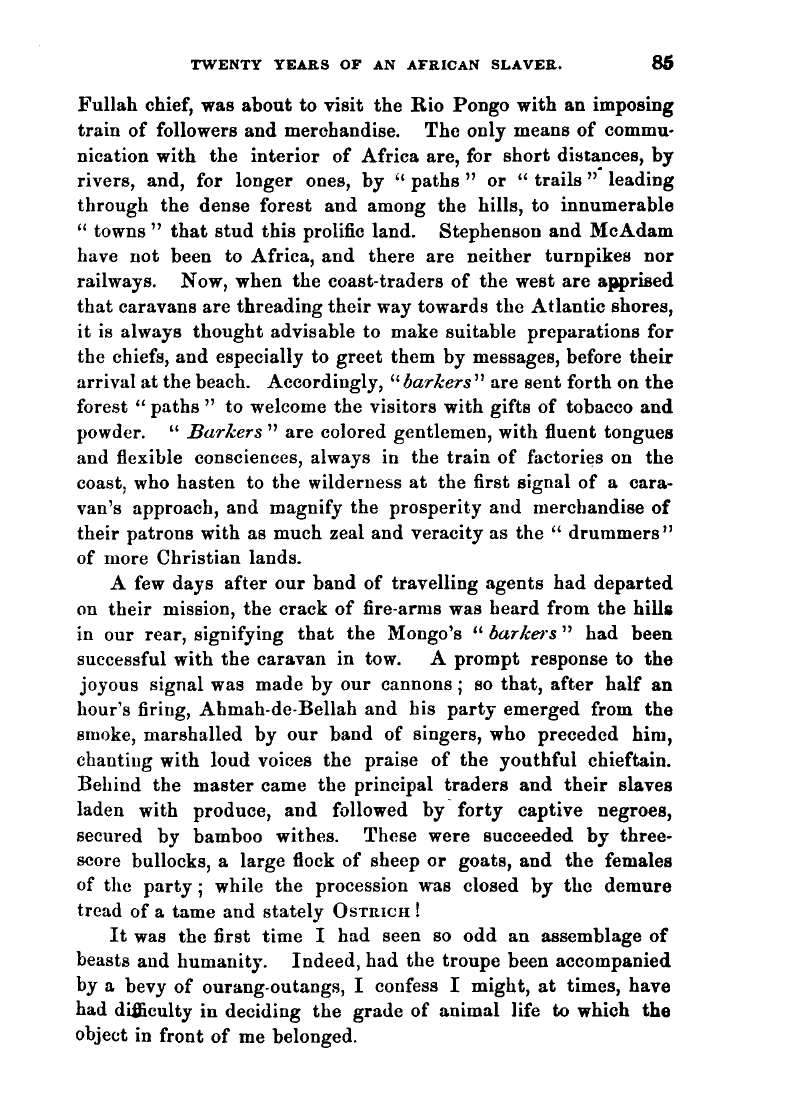 TWENTY YEARS OF AN AFRICAN SLAVER. 85
Fullah chief, was about to visit the Rio Pongo with an imposing
train of followers and merchandise. The only means of commu-
nication with the interior of Africa are, for short distances, by
rivers, and, for longer ones, by “ paths ” or “ trails ” leading
through the dense forest and among the hills, to innumerable
“ towns ” that stud this prolific land. Stephenson and McAdam
have not been to Africa, and there are neither turnpikes nor
railways. Now, when the coast-traders of the west are apprised
that caravans are threading their way towards the Atlantic shores,
it is always thought advisable to make suitable preparations for
the chiefs, and especially to greet them by messages, before their
arrival at the beach. Accordingly, “barkers” are sent forth on the
forest “ paths ” to welcome the visitors with gifts of tobacco and
powder. “ Barkers ” are colored gentlemen, with fluent tongues
and flexible consciences, always in the train of factories on the
coast, who hasten to the wilderness at the first signal of a cara-
van’s approach, and magnify the prosperity and merchandise of
their patrons with as much zeal and veracity as the “ drummers”
of more Christian lands.
A few days after our band of travelling agents had departed
on their mission, the crack of fire-arms was heard from the hills
in our rear, signifying that the Mongo’s “ barkers ” had been
successful with the caravan in tow. A prompt response to the
joyous signal was made by our cannons ; so that, after half an
hour’s firing, Ahmah-de-Bellah and his party emerged from the
smoke, marshalled by our band of singers, who preceded him,
chanting with loud voices the praise of the youthful chieftain.
Behind the master came the principal traders and their slaves
laden with produce, and followed by forty captive negroes,
secured by bamboo withes. These were succeeded by three-
score bullocks, a large flock of sheep or goats, and the females
of the party ; while the procession was closed by the demure
tread of a tame and stately OSTRICH !
It was the first time I had seen so odd an assemblage of
beasts and humanity. Indeed, had the troupe been accompanied
by a bevy of ourang-outangs, I confess I might, at times, have
had difficulty in deciding the grade of animal life to which the
object in front of me belonged.